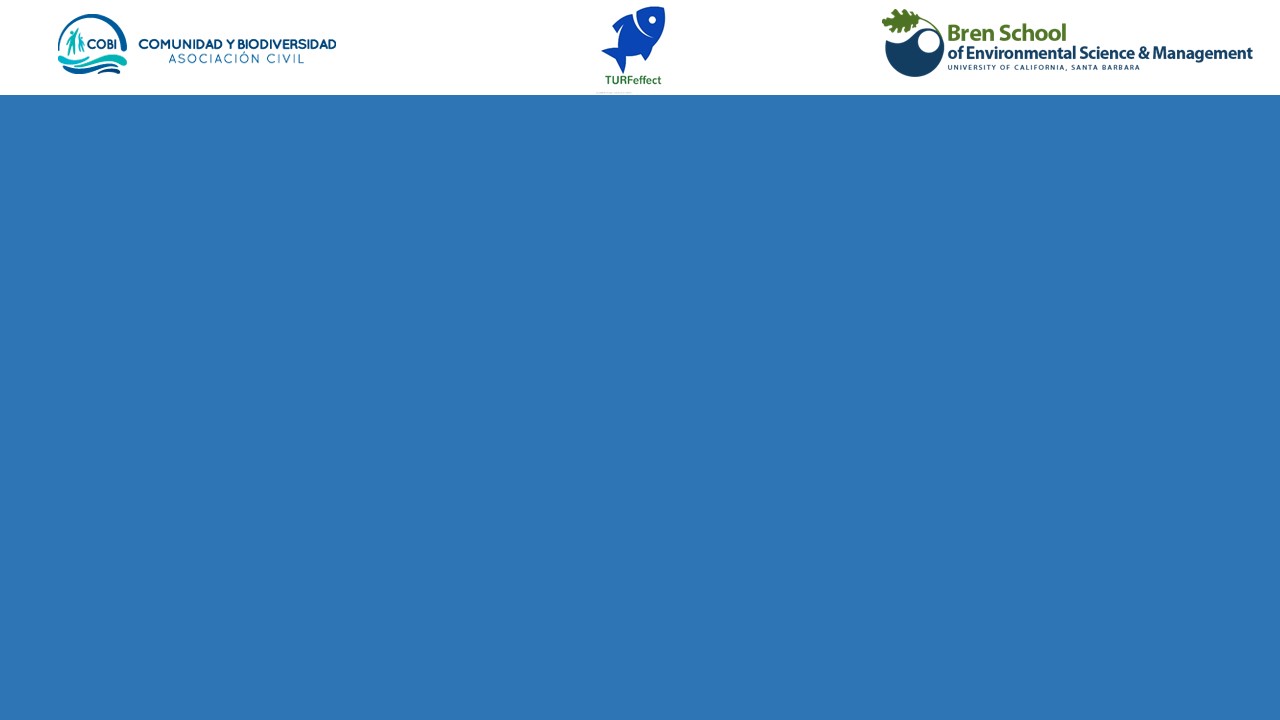 COBI
COMUNIDAD Y BIODIVERSIDAD
ASOCIACIÓN CIVIL
TURFeffect
Bren School
of Environmental Science & Management
UNIVERSITY OF CALIFORNIA, SANTA BARBARA